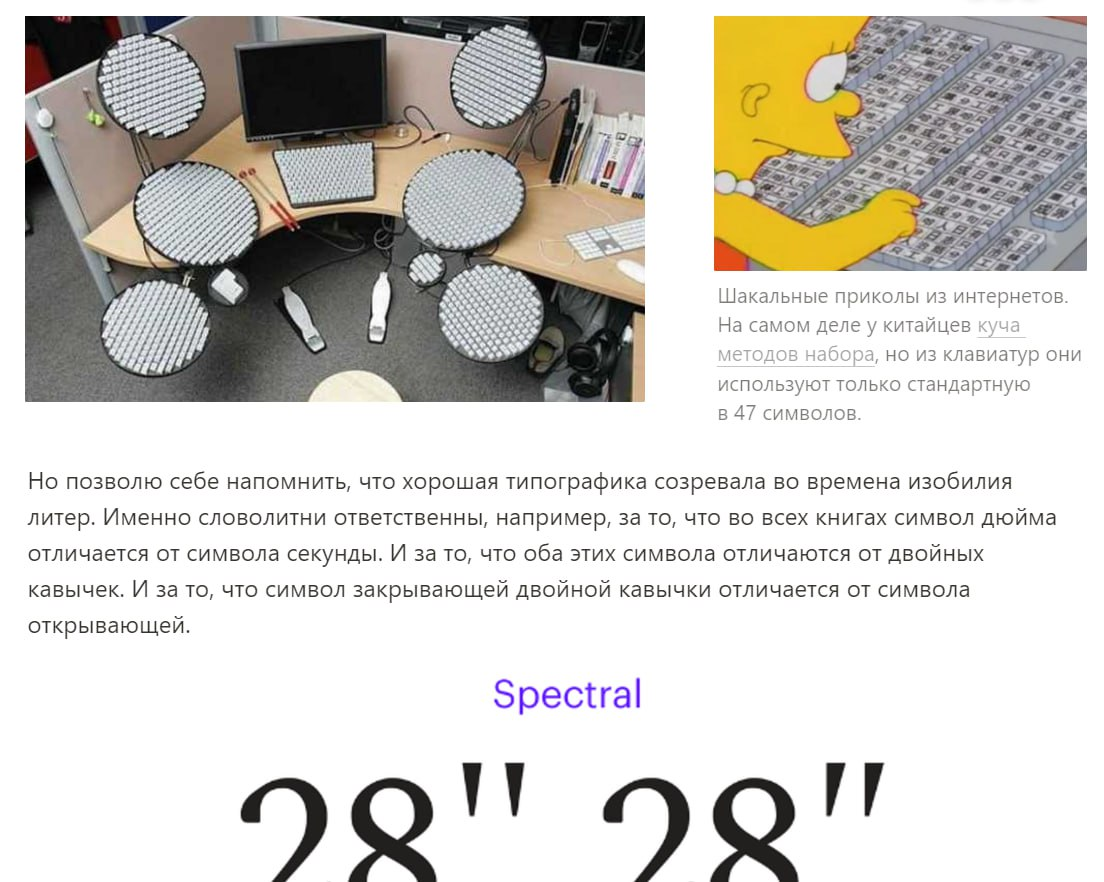 Шакальные приколы из интернетов.
На самом деле у китайцев куча
методов набора, но из клавиатур они
используют только стандартную
в 47 символов.
Но позволю себе напомнить, что хорошая типографика созревала во времена изобилия
литер. Именно словолитни ответственны, например, за то, что во всех книгах символ дюйма
отличается от символа секунды. И за то, что оба этих символа отличаются от двойных
кавычек. И за то, что символ закрывающей двойной кавычки отличается от символа
открывающей.
Spectral
28" 28″